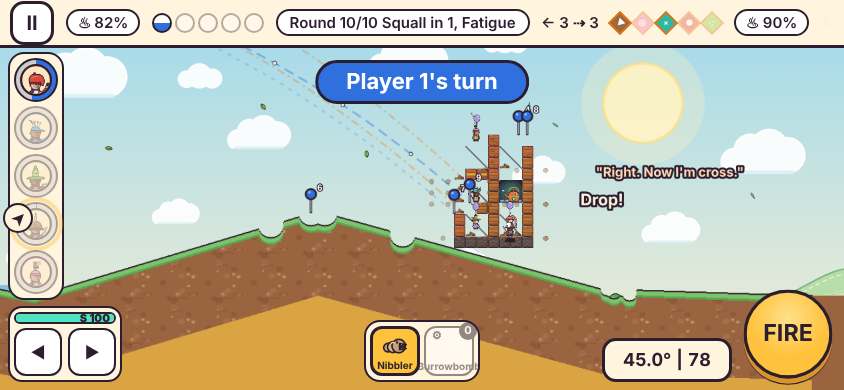 82%
Round 10/10 Squall in 1, Fatigue
← 3 ⇢ 3
90%
Player 1's turn
8
6
"Right. Now I'm cross."
Drop!
S 100
0
Nibbler
Burrowbomb
45.0° | 78
FIRE